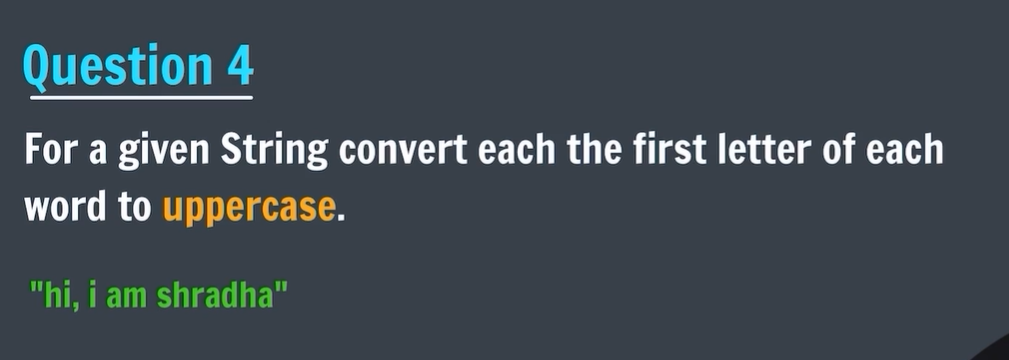 Question 4
For a given String convert each the first letter of each
word to uppercase.
"hi, i am shradha"